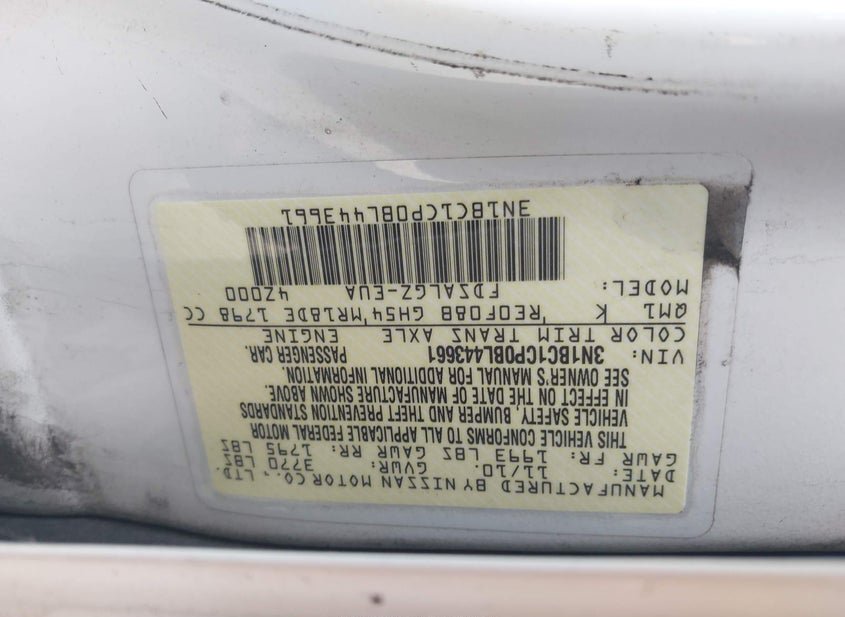 MANUFACTURED BY NISSAN MOTOR CO., LTD.
DATE: 11/10. GVWR: 3770 LBS
GAWR FR: 1993 LBS GAWR RR: 1795 LBS
THIS VEHICLE CONFORMS TO ALL APPLICABLE FEDERAL MOTOR
VEHICLE SAFETY, BUMPER AND THEFT PREVENTION STANDARDS
IN EFFECT ON THE DATE OF MANUFACTURE SHOWN ABOVE.
SEE OWNER'S MANUAL FOR ADDITIONAL INFORMATION.
VIN: 3N1BC1CP0BL443661 PASSENGER CAR.
COLOR TRIM TRANS AXLE ENGINE
QM1 K RE0F08B GH54 MR18DE 1798 CC
MODEL: FDSALGZ-EUA 4Z000
3N1BC1CP0BL443661